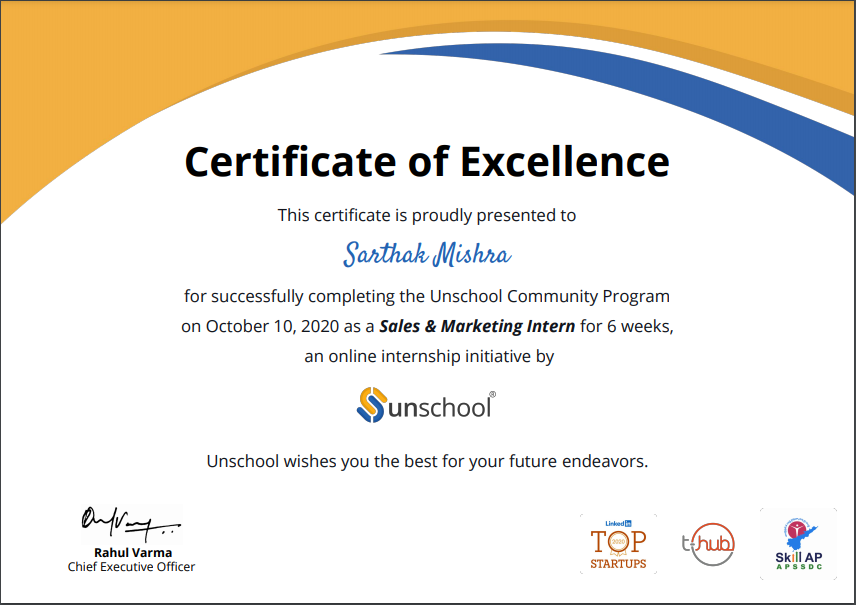 Certificate of Excellence
This certificate is proudly presented to
Sarthak Mishra
for successfully completing the Unschool Community Program
on October 10, 2020 as a Sales & Marketing Intern for 6 weeks,
an online internship initiative by
unschool®
Unschool wishes you the best for your future endeavors.
Rahul Varma
Chief Executive Officer
LinkedIn
TOP
2020
STARTUPS
t-hub
Skill AP
APSSDC